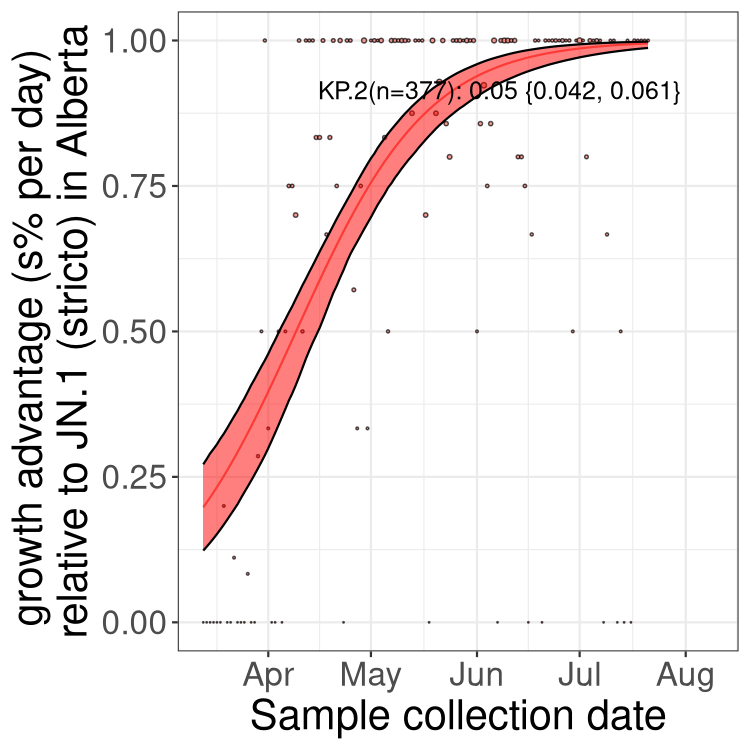 growth advantage (s% per day)
relative to JN.1 (stricto) in Alberta
1.00
0.75
0.50
0.25
0.00
KP.2(n=377): 0.05 {0.042, 0.061}
Apr May Jun Jul Aug
Sample collection date